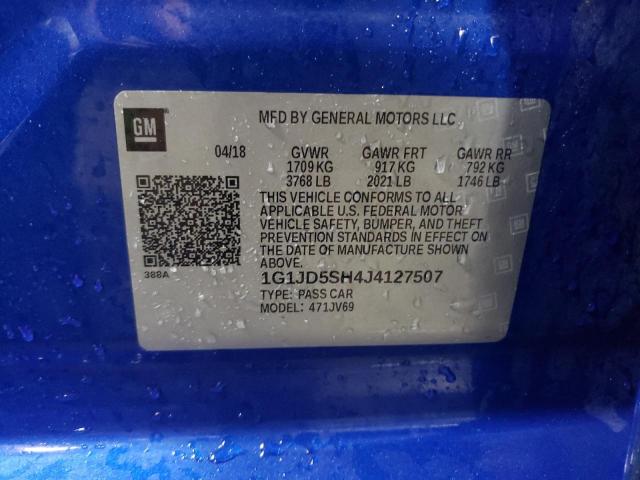 GM
MFD BY GENERAL MOTORS LLC
04/18 GVWR GAWR FRT GAWR RR
1709 KG 917 KG 792 KG
3768 LB 2021 LB 1746 LB
THIS VEHICLE CONFORMS TO ALL
APPLICABLE U.S. FEDERAL MOTOR
VEHICLE SAFETY, BUMPER, AND THEFT
PREVENTION STANDARDS IN EFFECT ON
THE DATE OF MANUFACTURE SHOWN
ABOVE.
388A
1G1JD5SH4J4127507
TYPE: PASS CAR
MODEL: 471JV69